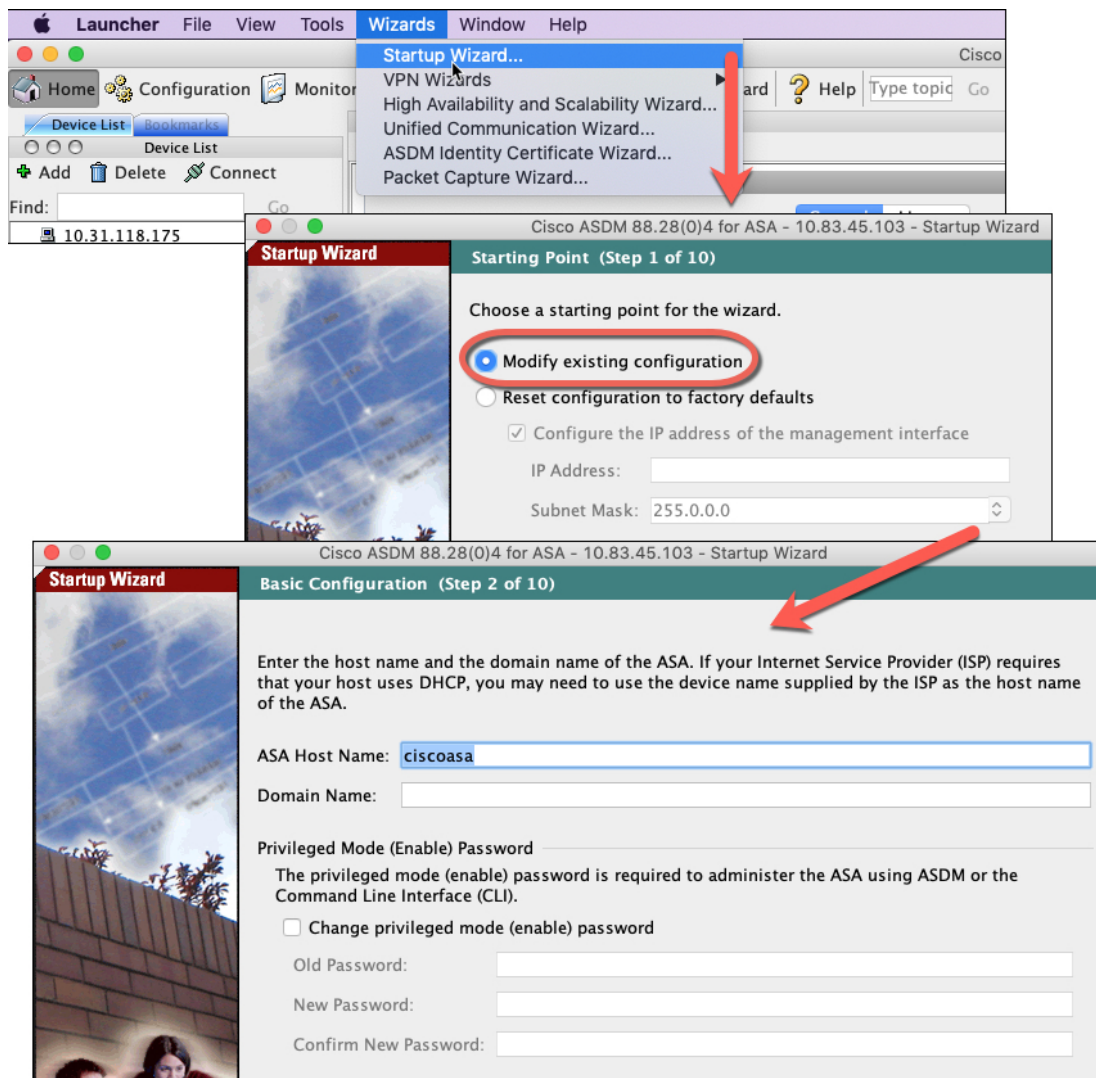 Launcher File View Tools Wizards Window Help
Startup Wizard...
VPN Wizards
High Availability and Scalability Wizard...
Unified Communication Wizard...
ASDM Identity Certificate Wizard...
Packet Capture Wizard...
Cisco
Home Configuration Monitor ard Help Type topic Go
Device List Bookmarks
Device List
Add Delete Connect
Find: Go
10.31.118.175
Cisco ASDM 88.28(0)4 for ASA - 10.83.45.103 - Startup Wizard
Startup Wizard
Starting Point (Step 1 of 10)
Choose a starting point for the wizard.
Modify existing configuration
Reset configuration to factory defaults
Configure the IP address of the management interface
IP Address:
Subnet Mask: 255.0.0.0
Cisco ASDM 88.28(0)4 for ASA - 10.83.45.103 - Startup Wizard
Startup Wizard
Basic Configuration (Step 2 of 10)
Enter the host name and the domain name of the ASA. If your Internet Service Provider (ISP) requires
that your host uses DHCP, you may need to use the device name supplied by the ISP as the host name
of the ASA.
ASA Host Name: ciscoasa
Domain Name:
Privileged Mode (Enable) Password
The privileged mode (enable) password is required to administer the ASA using ASDM or the
Command Line Interface (CLI).
Change privileged mode (enable) password
Old Password:
New Password:
Confirm New Password: